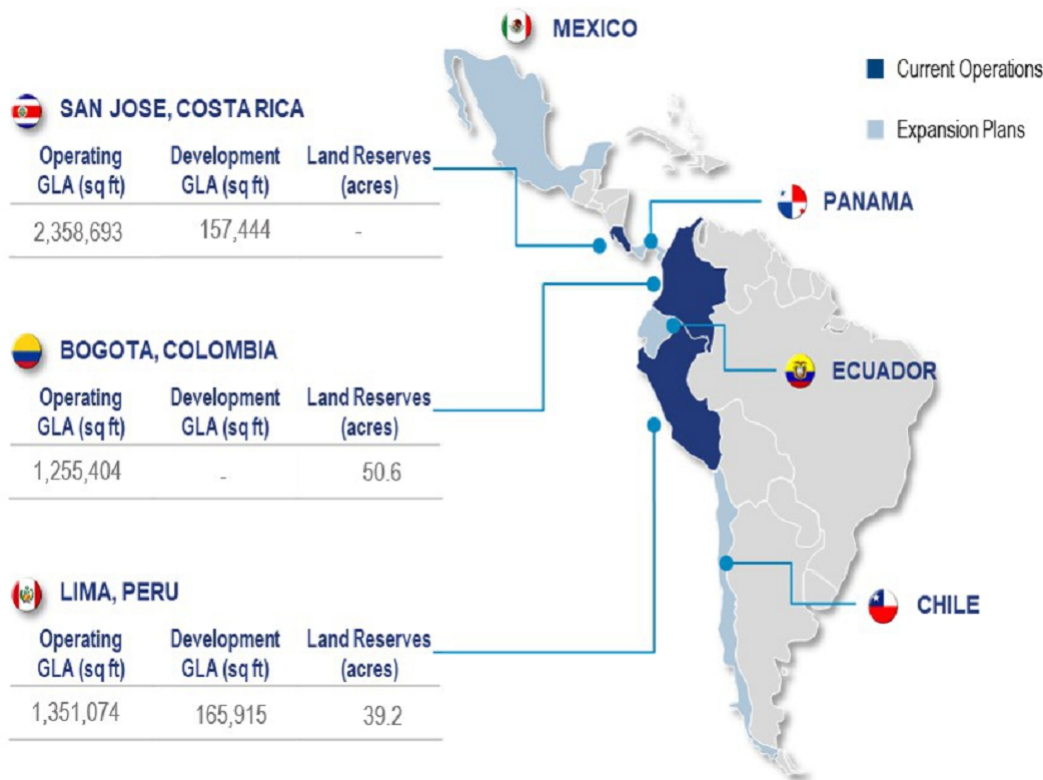 MEXICO
Current Operations
Expansion Plans
SAN JOSE, COSTA RICA
Operating GLA (sq ft) Development GLA (sq ft) Land Reserves (acres)
2,358,693 157,444 -
PANAMA
BOGOTA, COLOMBIA
Operating GLA (sq ft) Development GLA (sq ft) Land Reserves (acres)
1,255,404 - 50.6
ECUADOR
LIMA, PERU
Operating GLA (sq ft) Development GLA (sq ft) Land Reserves (acres)
1,351,074 165,915 39.2
CHILE